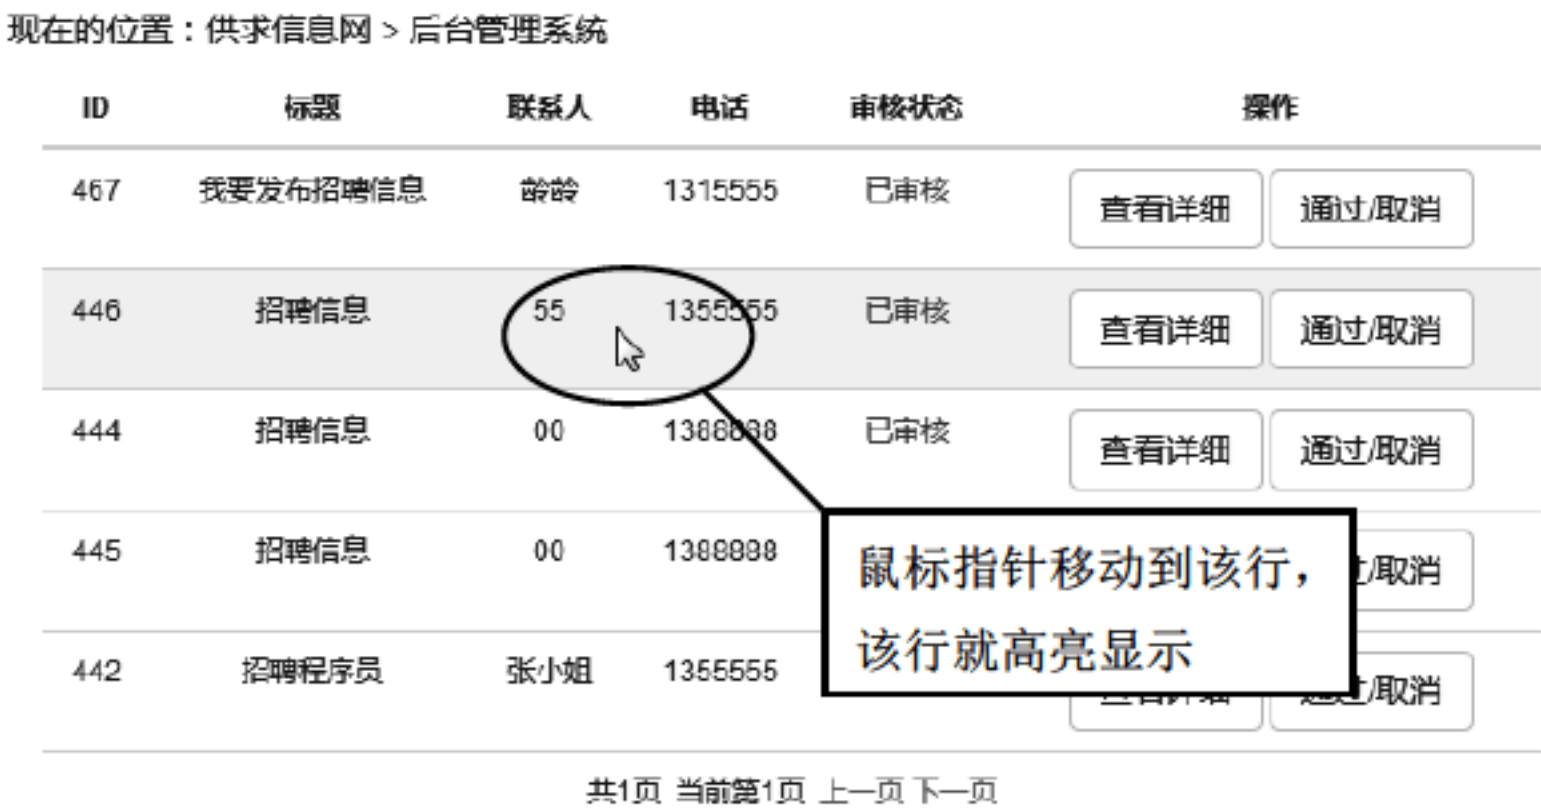 现在的位置：供求信息网 > 后台管理系统
ID 标题 联系人 电话 审核状态 操作
467 我要发布招聘信息 龄龄 1315555 已审核 查看详细 通过/取消
446 招聘信息 55 1355555 已审核 查看详细 通过/取消
444 招聘信息 00 1388888 已审核 查看详细 通过/取消
445 招聘信息 00 1388888 取消
鼠标指针移动到该行，
该行就高亮显示
442 招聘程序员 张小姐 1355555 /取消
共1页 当前第1页 上一页 下一页